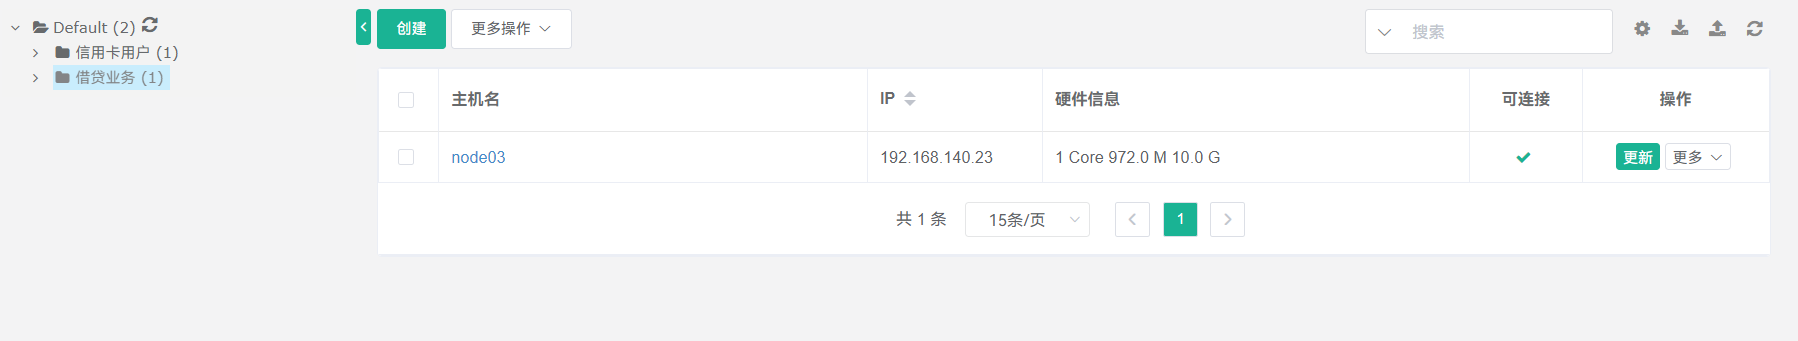 Default (2)
信用卡用户 (1)
借贷业务 (1)
创建 更多操作 搜索
主机名 IP 硬件信息 可连接 操作
node03 192.168.140.23 1 Core 972.0 M 10.0 G 更新 更多
共 1 条 15条/页 1